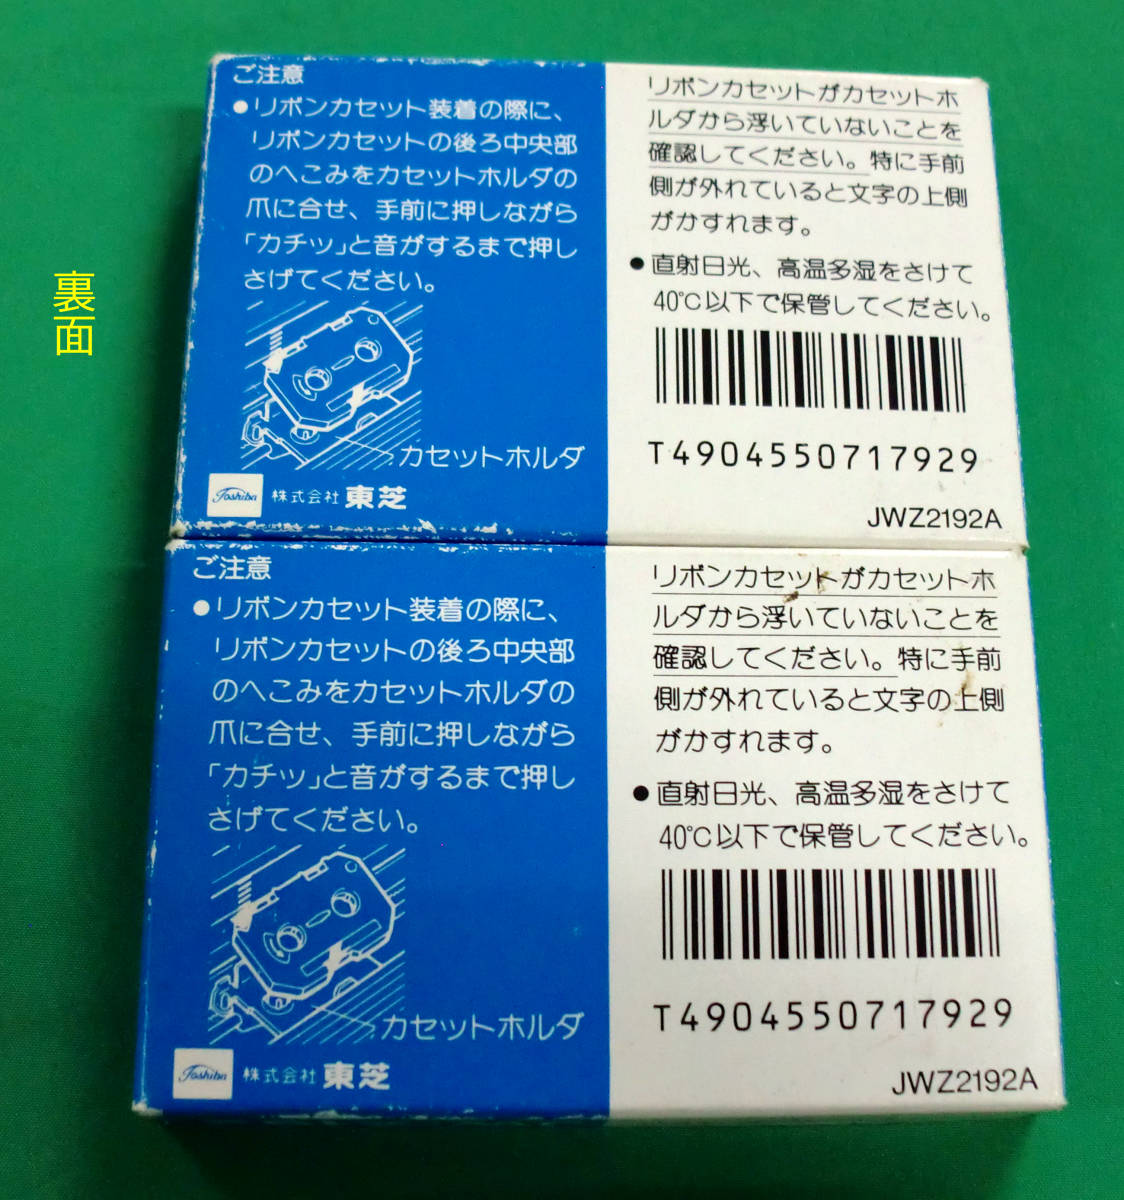 裏面
ご注意
●リボンカセット装着の際に、
リボンカセットの後ろ中央部
のへこみをカセットホルダの
爪に合せ、手前に押しながら
「カチッ」と音がするまで押し
さげてください。
カセットホルダ
Toshiba 株式会社 東芝
リボンカセットがカセットホ
ルダから浮いていないことを
確認してください。特に手前
側が外れていると文字の上側
がかすれます。
●直射日光、高温多湿をさけて
40℃以下で保管してください。
T4904550717929
JWZ2192A
ご注意
●リボンカセット装着の際に、
リボンカセットの後ろ中央部
のへこみをカセットホルダの
爪に合せ、手前に押しながら
「カチッ」と音がするまで押し
さげてください。
カセットホルダ
Toshiba 株式会社 東芝
リボンカセットがカセットホ
ルダから浮いていないことを
確認してください。特に手前
側が外れていると文字の上側
がかすれます。
●直射日光、高温多湿をさけて
40℃以下で保管してください。
T4904550717929
JWZ2192A